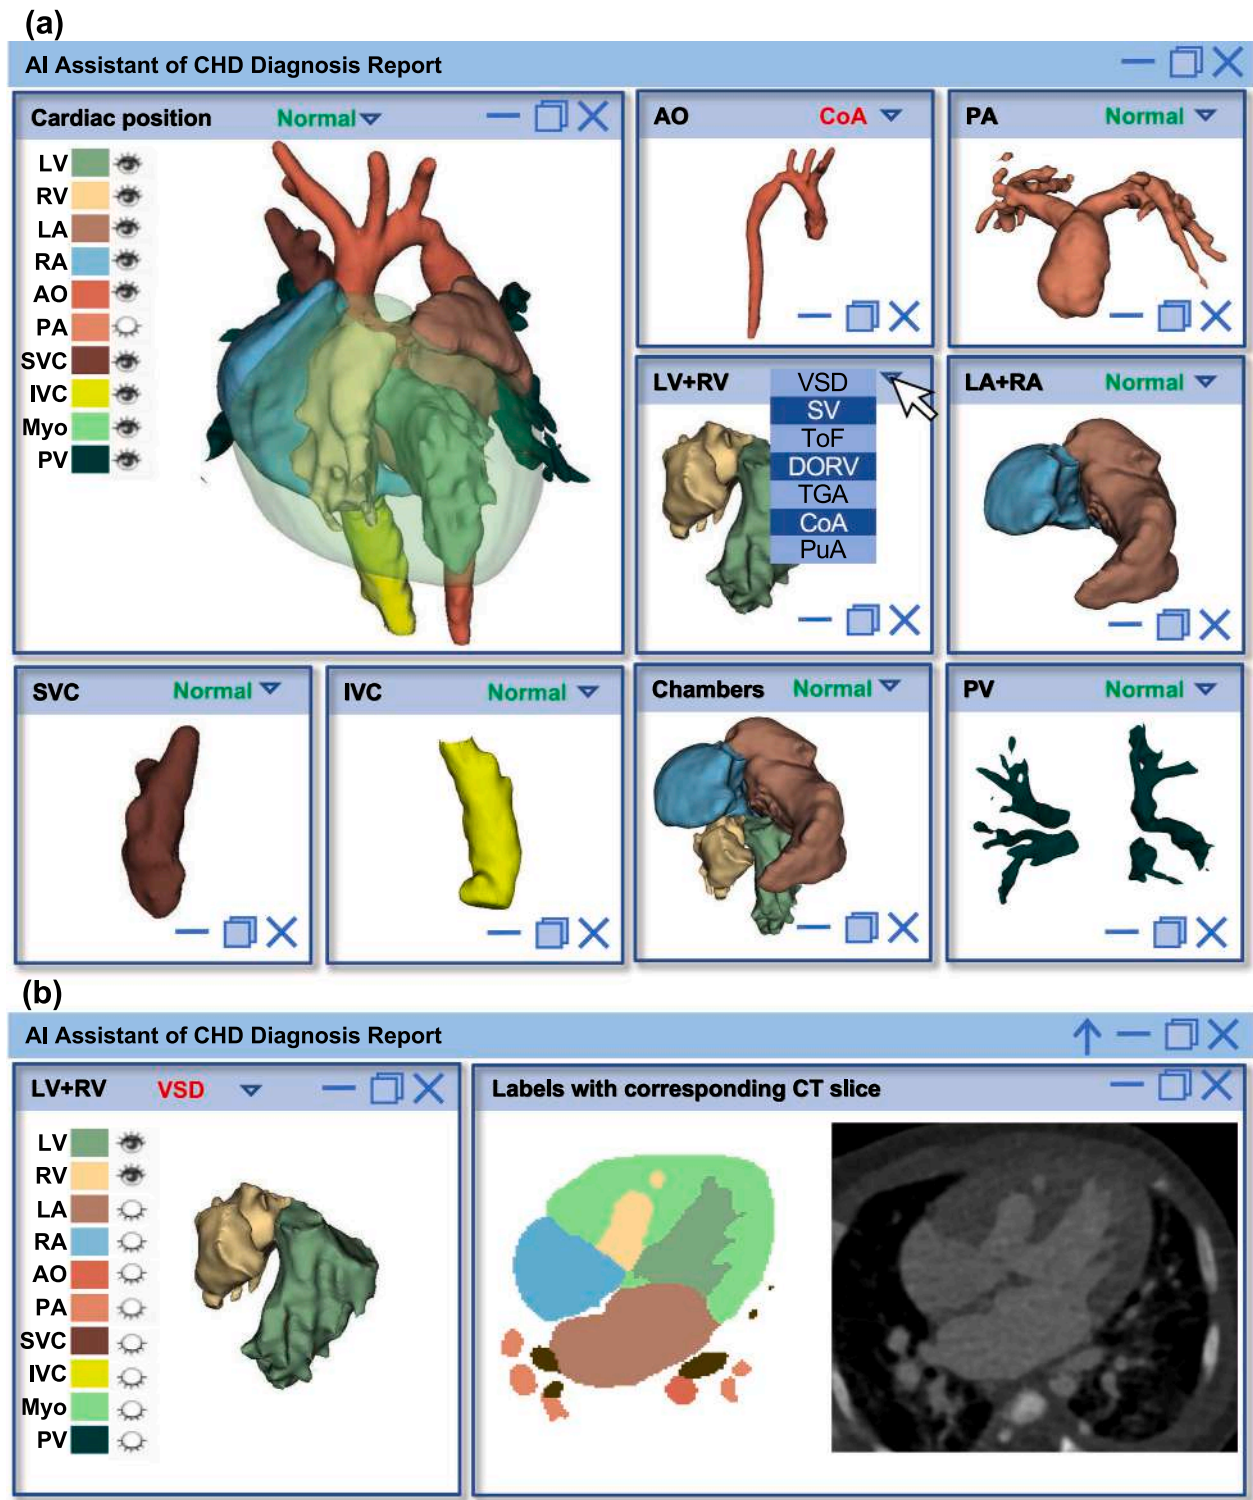 (a)
AI Assistant of CHD Diagnosis Report
Cardiac position Normal
LV
RV
LA
RA
AO
PA
SVC
IVC
Myo
PV
AO CoA
PA Normal
LV+RV
VSD
SV
ToF
DORV
TGA
CoA
PuA
LA+RA Normal
SVC Normal
IVC Normal
Chambers Normal
PV Normal
(b)
AI Assistant of CHD Diagnosis Report
LV+RV VSD
LV
RV
LA
RA
AO
PA
SVC
IVC
Myo
PV
Labels with corresponding CT slice